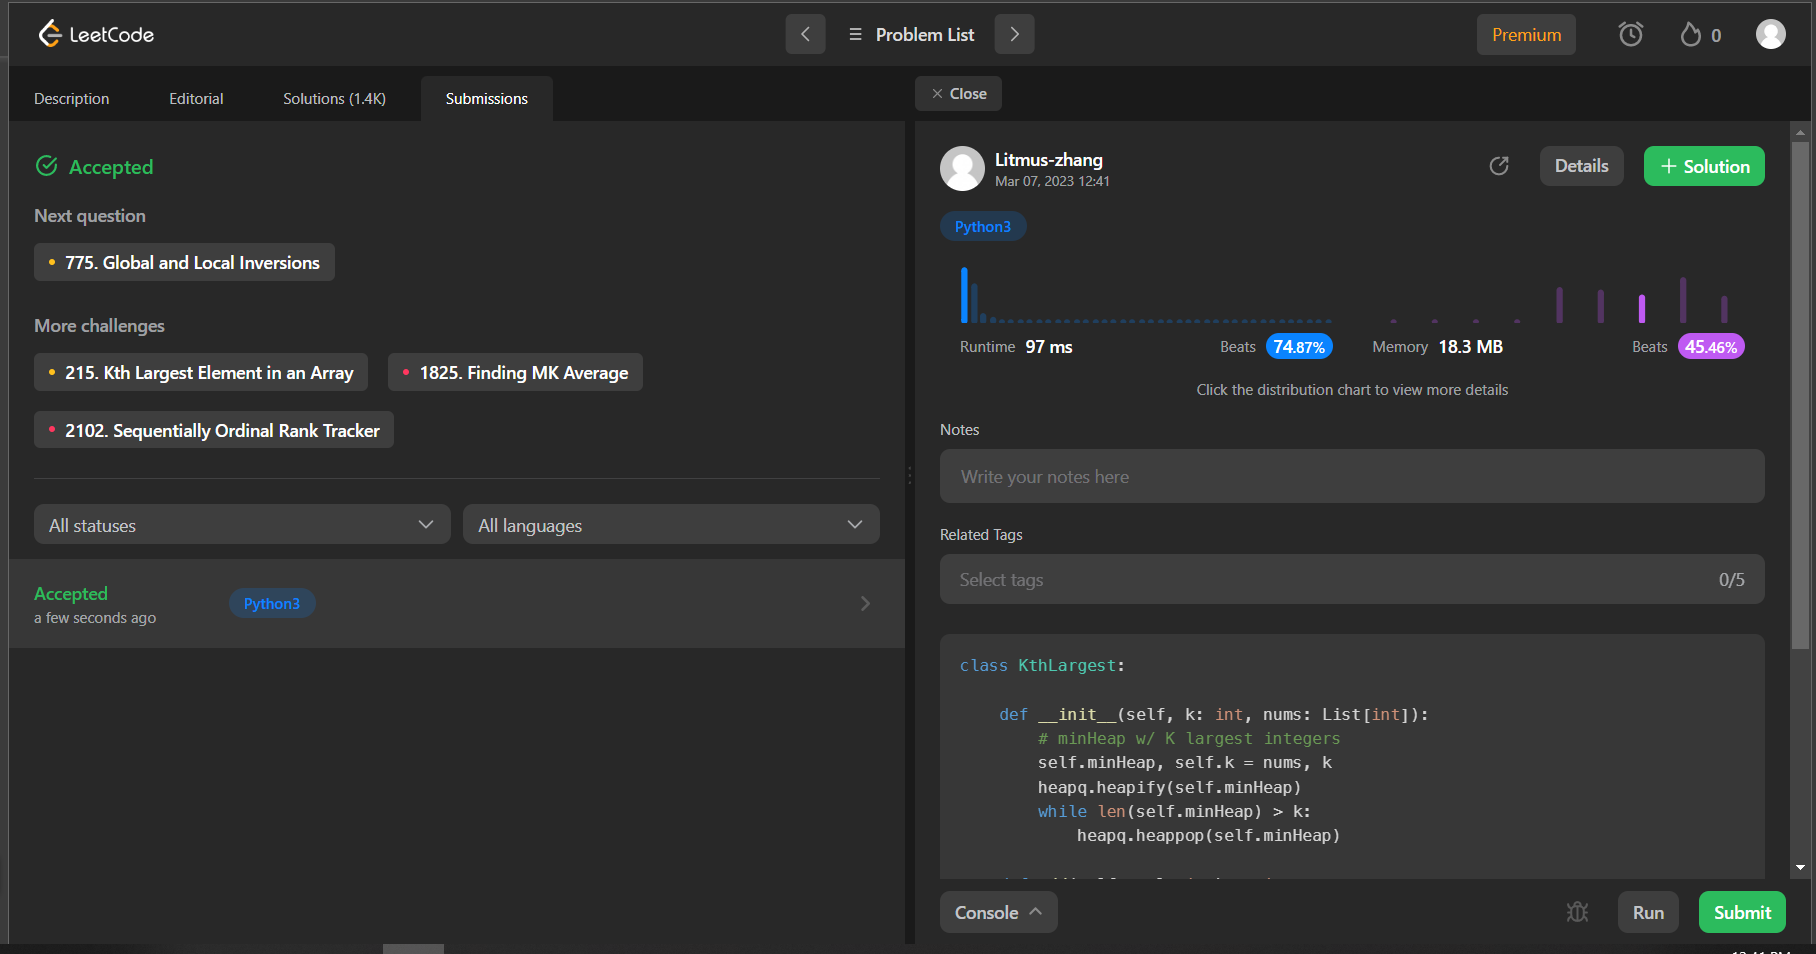 LeetCode
Problem List
Premium
0
Description
Editorial
Solutions (1.4K)
Submissions
Close
Accepted
Next question
775. Global and Local Inversions
More challenges
215. Kth Largest Element in an Array
1825. Finding MK Average
2102. Sequentially Ordinal Rank Tracker
All statuses
All languages
Accepted
a few seconds ago
Python3
Litmus-zhang
Mar 07, 2023 12:41
Details
Solution
Python3
Runtime 97 ms
Beats 74.87%
Memory 18.3 MB
Beats 45.46%
Click the distribution chart to view more details
Notes
Write your notes here
Related Tags
Select tags
0/5
class KthLargest:
def __init__(self, k: int, nums: List[int]):
# minHeap w/ K largest integers
self.minHeap, self.k = nums, k
heapq.heapify(self.minHeap)
while len(self.minHeap) > k:
heapq.heappop(self.minHeap)
Console
Run
Submit